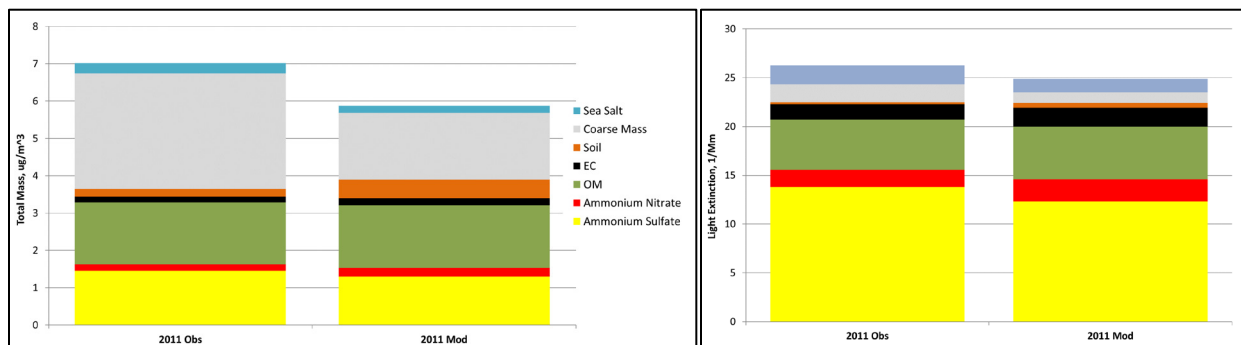 8
7
6
5
4
3
2
1
0
Total Mass, ug/m^3
2011 Obs
2011 Mod
Sea Salt
Coarse Mass
Soil
EC
OM
Ammonium Nitrate
Ammonium Sulfate
30
25
20
15
10
5
0
Light Extinction, 1/Mm
2011 Obs
2011 Mod